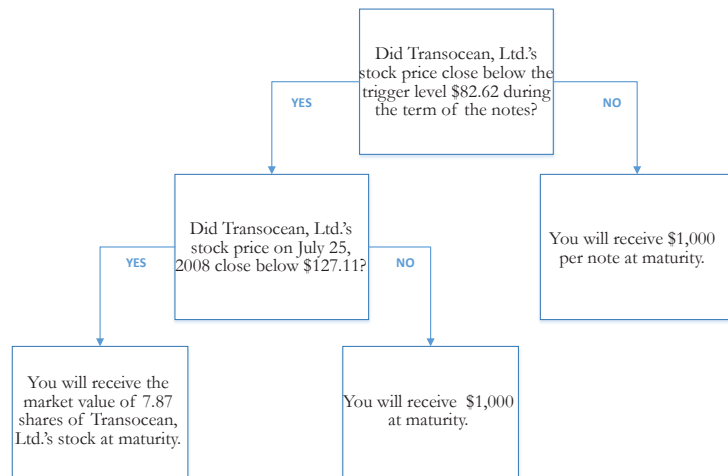 Did Transocean, Ltd.'s
stock price close below the
trigger level $82.62 during
the term of the notes?
YES
NO
Did Transocean, Ltd.'s
stock price on July 25,
2008 close below $127.11?
You will receive $1,000
per note at maturity.
YES
NO
You will receive the
market value of 7.87
shares of Transocean,
Ltd.'s stock at maturity.
You will receive $1,000
at maturity.